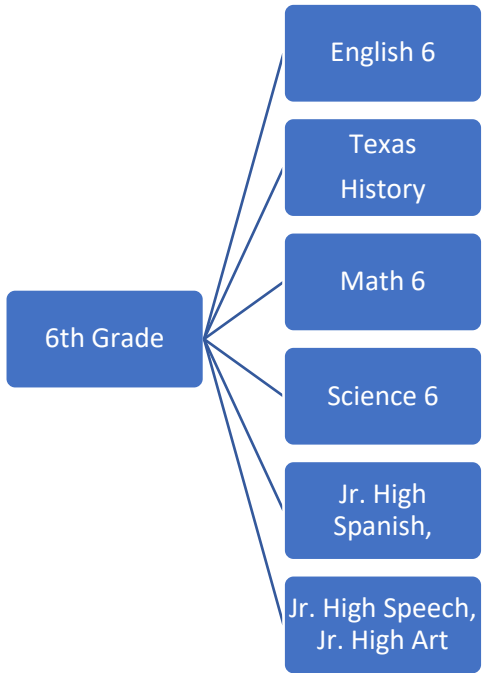 English 6
Texas
History
Math 6
6th Grade
Science 6
Jr. High
Spanish,
Jr. High Speech,
Jr. High Art